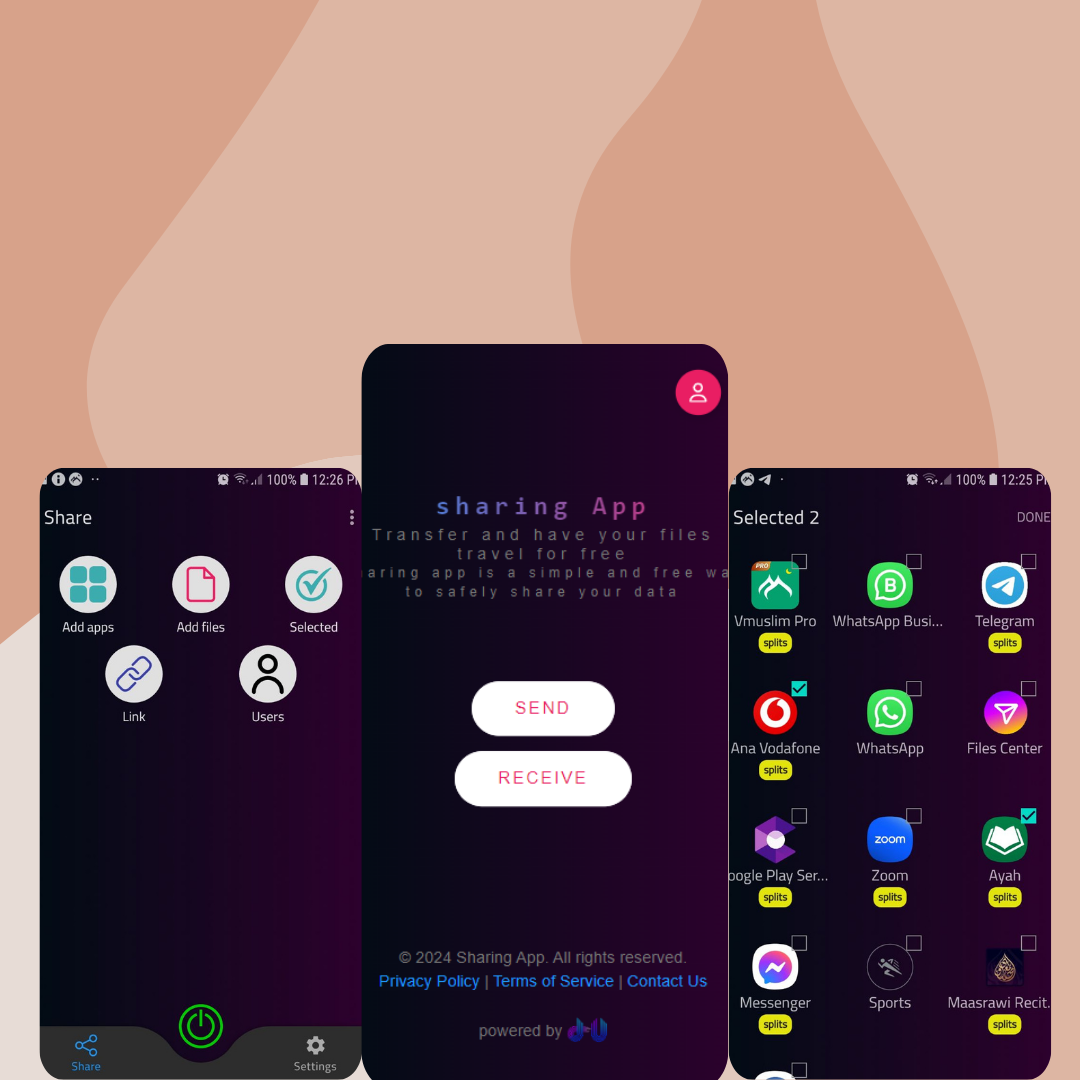 100% 12:26 P
Share
Add apps
Add files
Selected
Link
Users
Share
Settings
sharing App
Transfer and have your files
travel for free
aring app is a simple and free wa
to safely share your data
SEND
RECEIVE
© 2024 Sharing App. All rights reserved.
Privacy Policy | Terms of Service | Contact Us
powered by
100% 12:25 P
Selected 2
DONE
PRO
Vmuslim Pro
WhatsApp Busi...
Telegram
splits
splits
Ana Vodafone
WhatsApp
Files Center
splits
zoom
oogle Play Ser...
Zoom
Ayah
splits
splits
splits
Messenger
Sports
Maasrawi Recit.
splits
splits